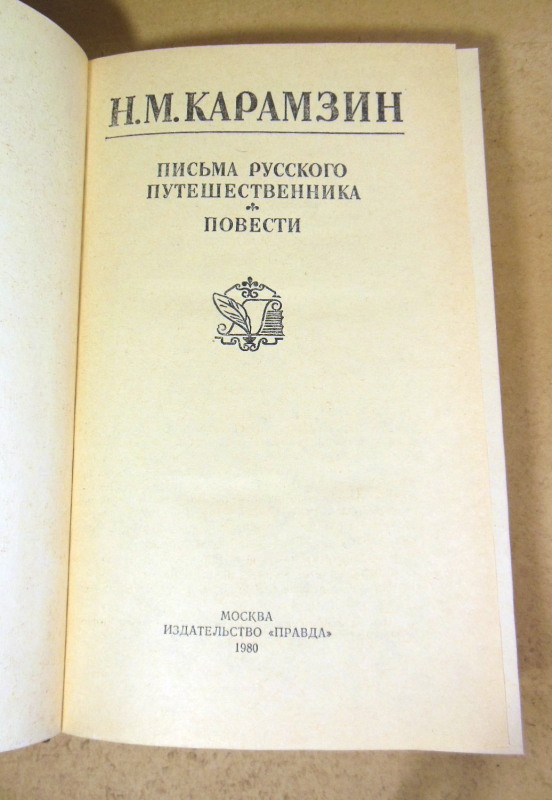 Н.М.КАРАМЗИН
ПИСЬМА РУССКОГО
ПУТЕШЕСТВЕННИКА
ПОВЕСТИ
МОСКВА
ИЗДАТЕЛЬСТВО «ПРАВДА»
1980